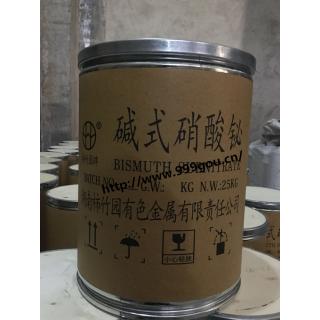 碱式硝酸铋
BISMUTH SUBNITRATE
http://www.999gou.cn/
BATCH NO. G.W.: KG N.W.:25KG
柿竹园有色金属有限责任公司
小心轻放